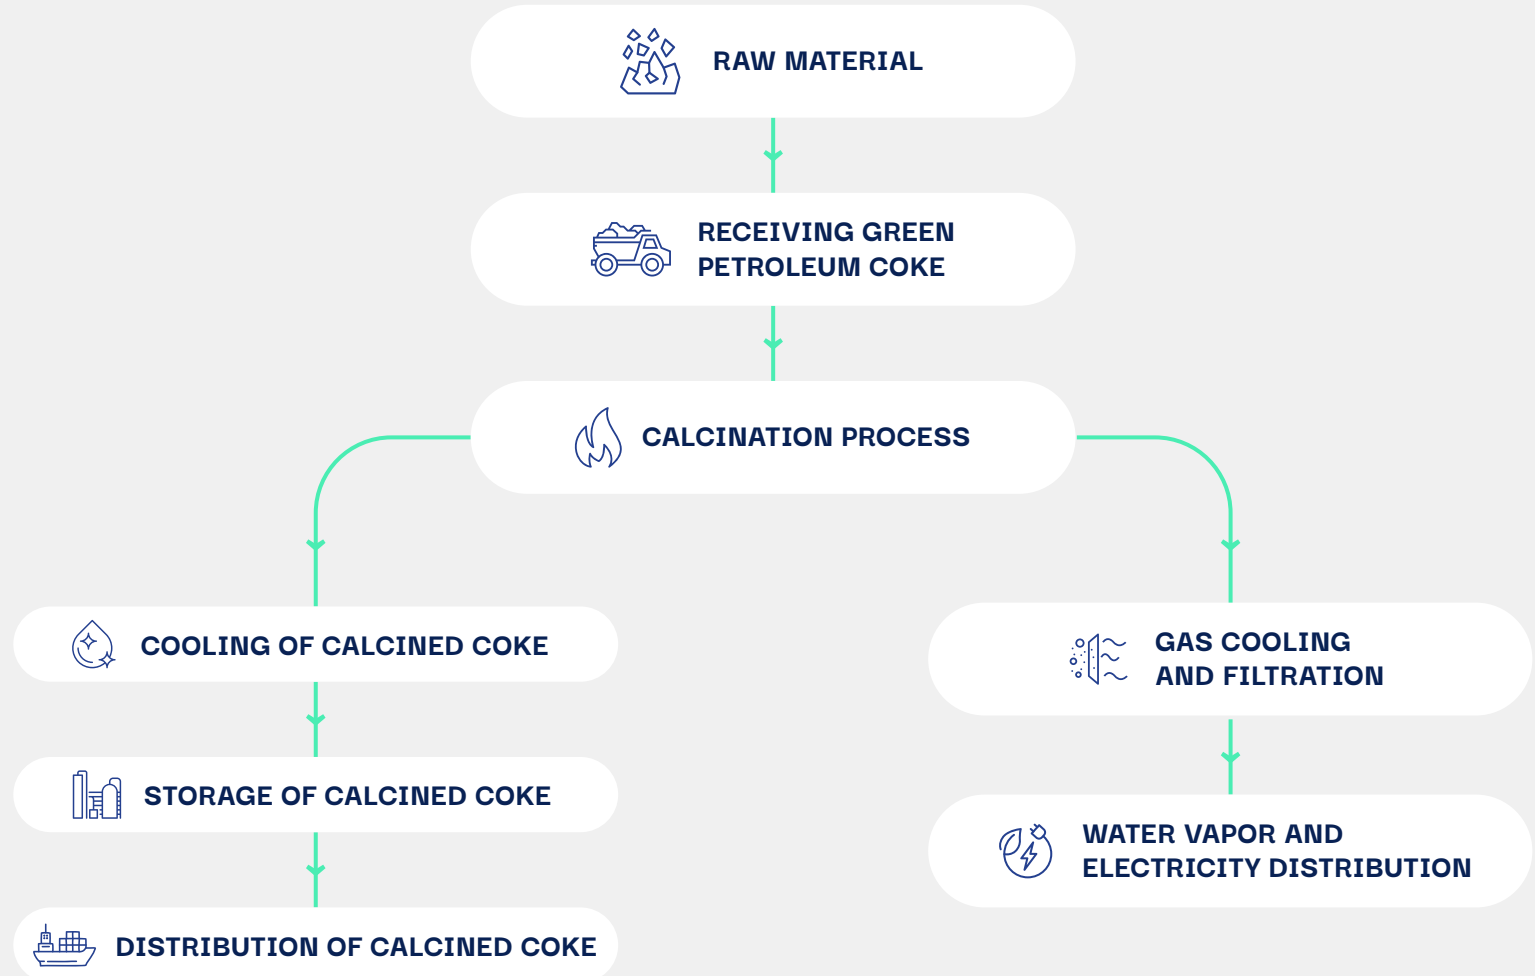 RAW MATERIAL
RECEIVING GREEN
PETROLEUM COKE
CALCINATION PROCESS
COOLING OF CALCINED COKE
STORAGE OF CALCINED COKE
DISTRIBUTION OF CALCINED COKE
GAS COOLING
AND FILTRATION
WATER VAPOR AND
ELECTRICITY DISTRIBUTION